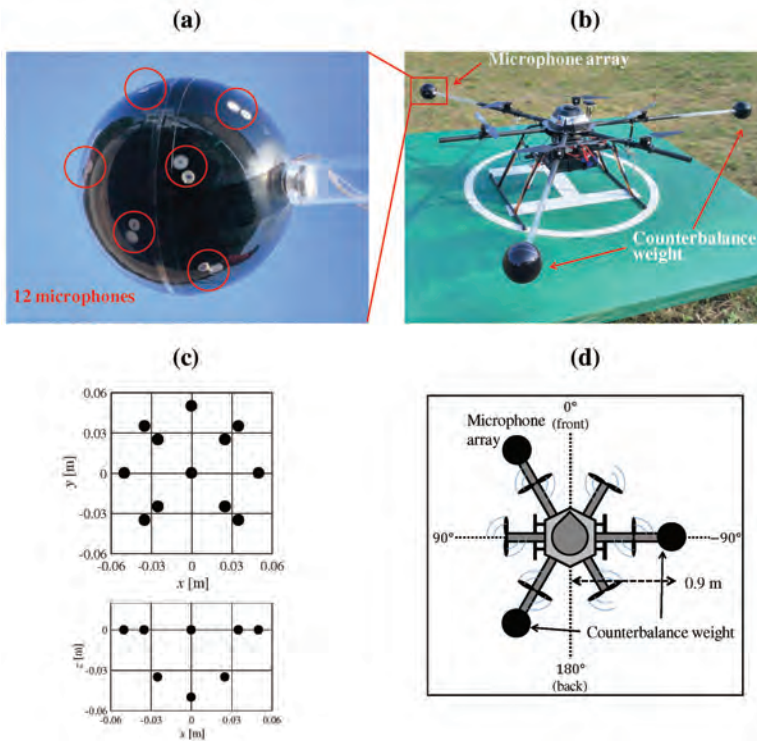 (a)
12 microphones
(b)
Microphone array
Counterbalance
weight
(c)
0.06
0.03
0
-0.03
-0.06
y [m]
-0.06 -0.03 0 0.03 0.06
x [m]
0
-0.03
-0.06
z [m]
-0.06 -0.03 0 0.03 0.06
x [m]
(d)
Microphone
array
0°
(front)
90°
-90°
0.9 m
Counterbalance weight
180°
(back)